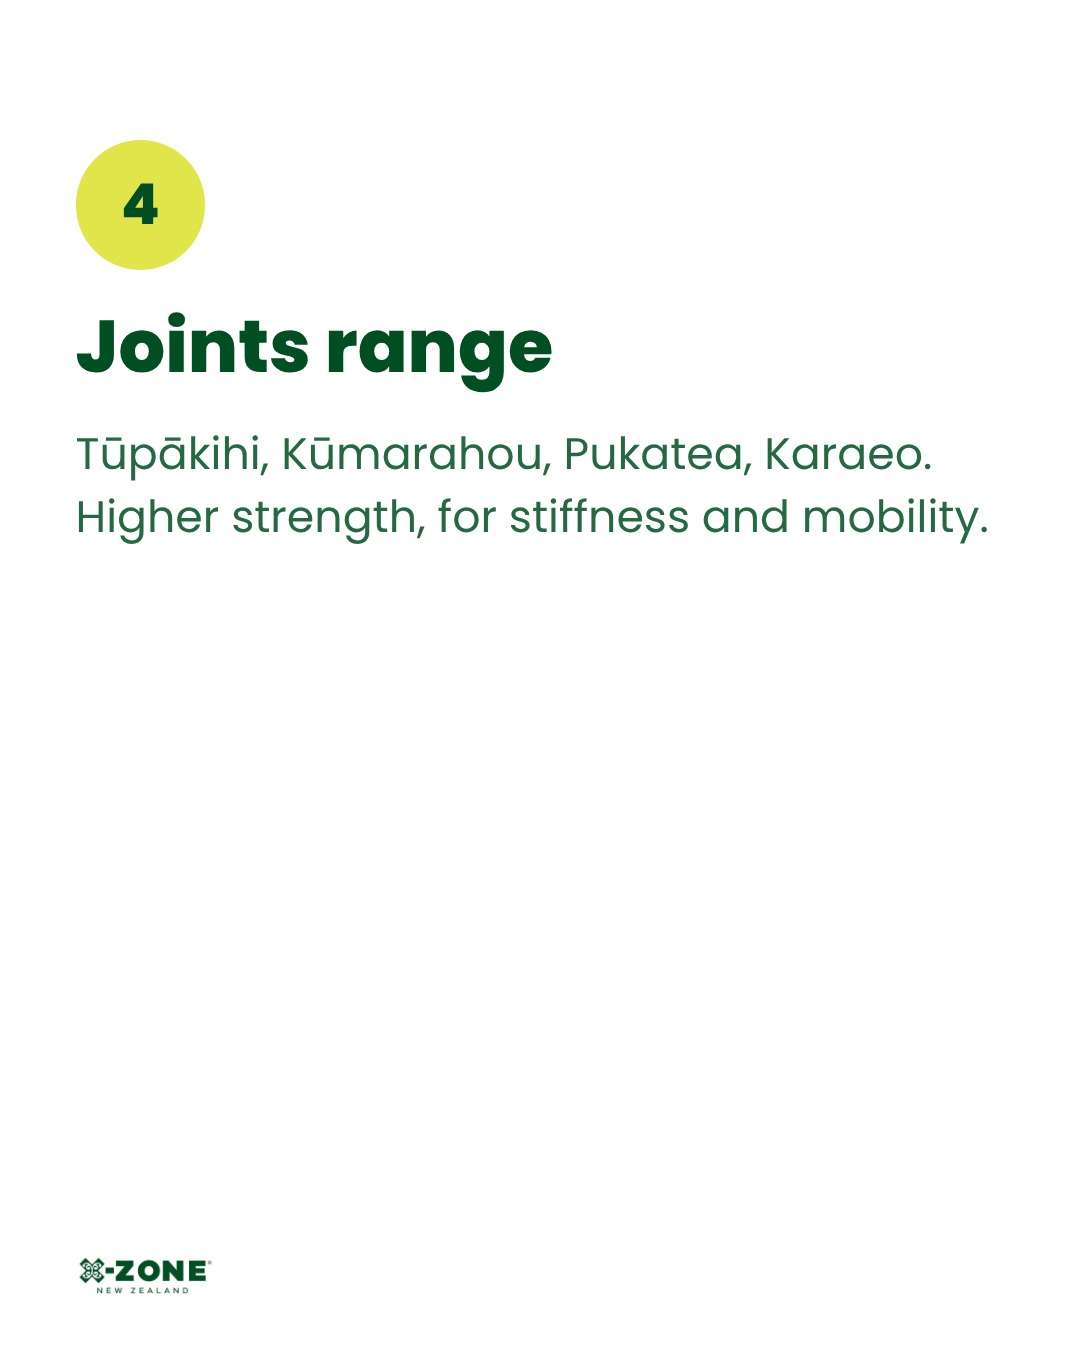 4
Joints range
Tūpākihi, Kūmarahou, Pukatea, Karaeo.
Higher strength, for stiffness and mobility.
X-ZONE
NEW ZEALAND